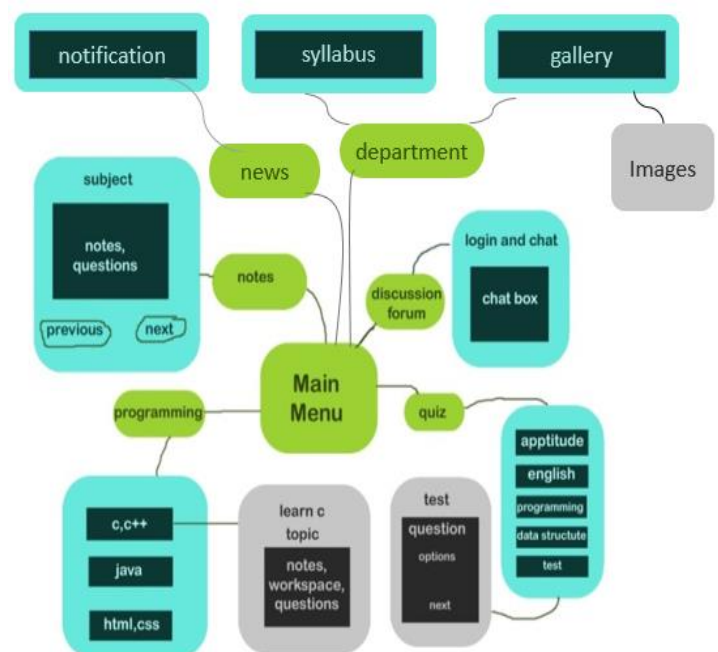 notification
syllabus
gallery
news
department
Images
subject
notes,
questions
previous
next
notes
login and chat
chat box
discussion
forum
Main
Menu
programming
quiz
apptitude
english
programming
data structute
test
c,c++
java
html,css
learn c
topic
notes,
workspace,
questions
test
question
options
next